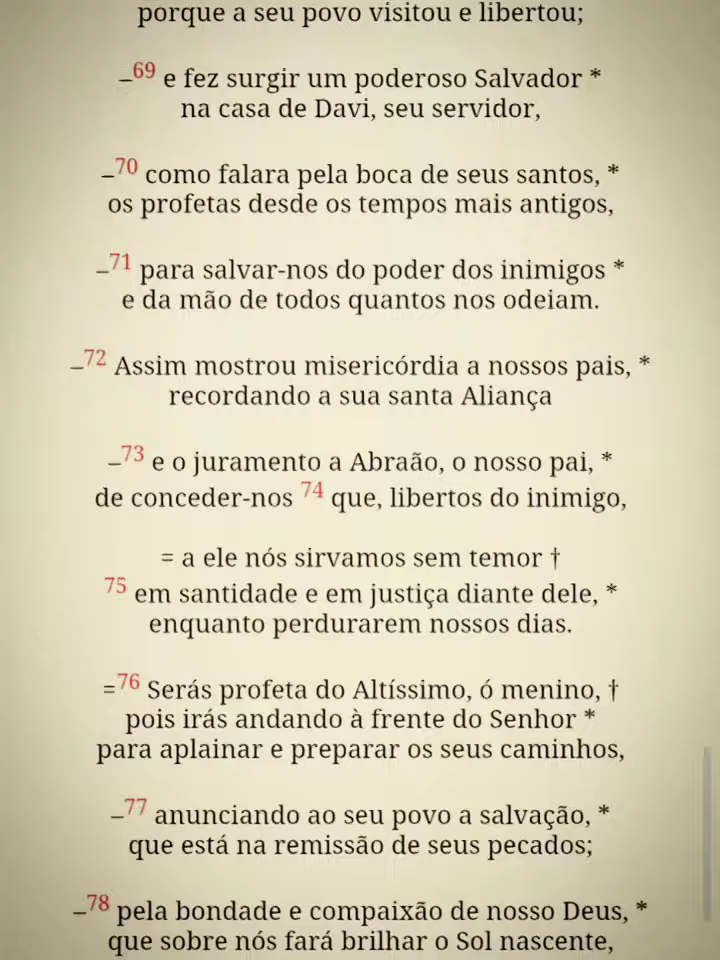 porque a seu povo visitou e libertou;
–69 e fez surgir um poderoso Salvador *
na casa de Davi, seu servidor,
–70 como falara pela boca de seus santos, *
os profetas desde os tempos mais antigos,
–71 para salvar-nos do poder dos inimigos *
e da mão de todos quantos nos odeiam.
–72 Assim mostrou misericórdia a nossos pais, *
recordando a sua santa Aliança
–73 e o juramento a Abraão, o nosso pai, *
de conceder-nos 74 que, libertos do inimigo,
= a ele nós sirvamos sem temor †
75 em santidade e em justiça diante dele, *
enquanto perdurarem nossos dias.
=76 Serás profeta do Altíssimo, ó menino, †
pois irás andando à frente do Senhor *
para aplainar e preparar os seus caminhos,
–77 anunciando ao seu povo a salvação, *
que está na remissão de seus pecados;
–78 pela bondade e compaixão de nosso Deus, *
que sobre nós fará brilhar o Sol nascente,